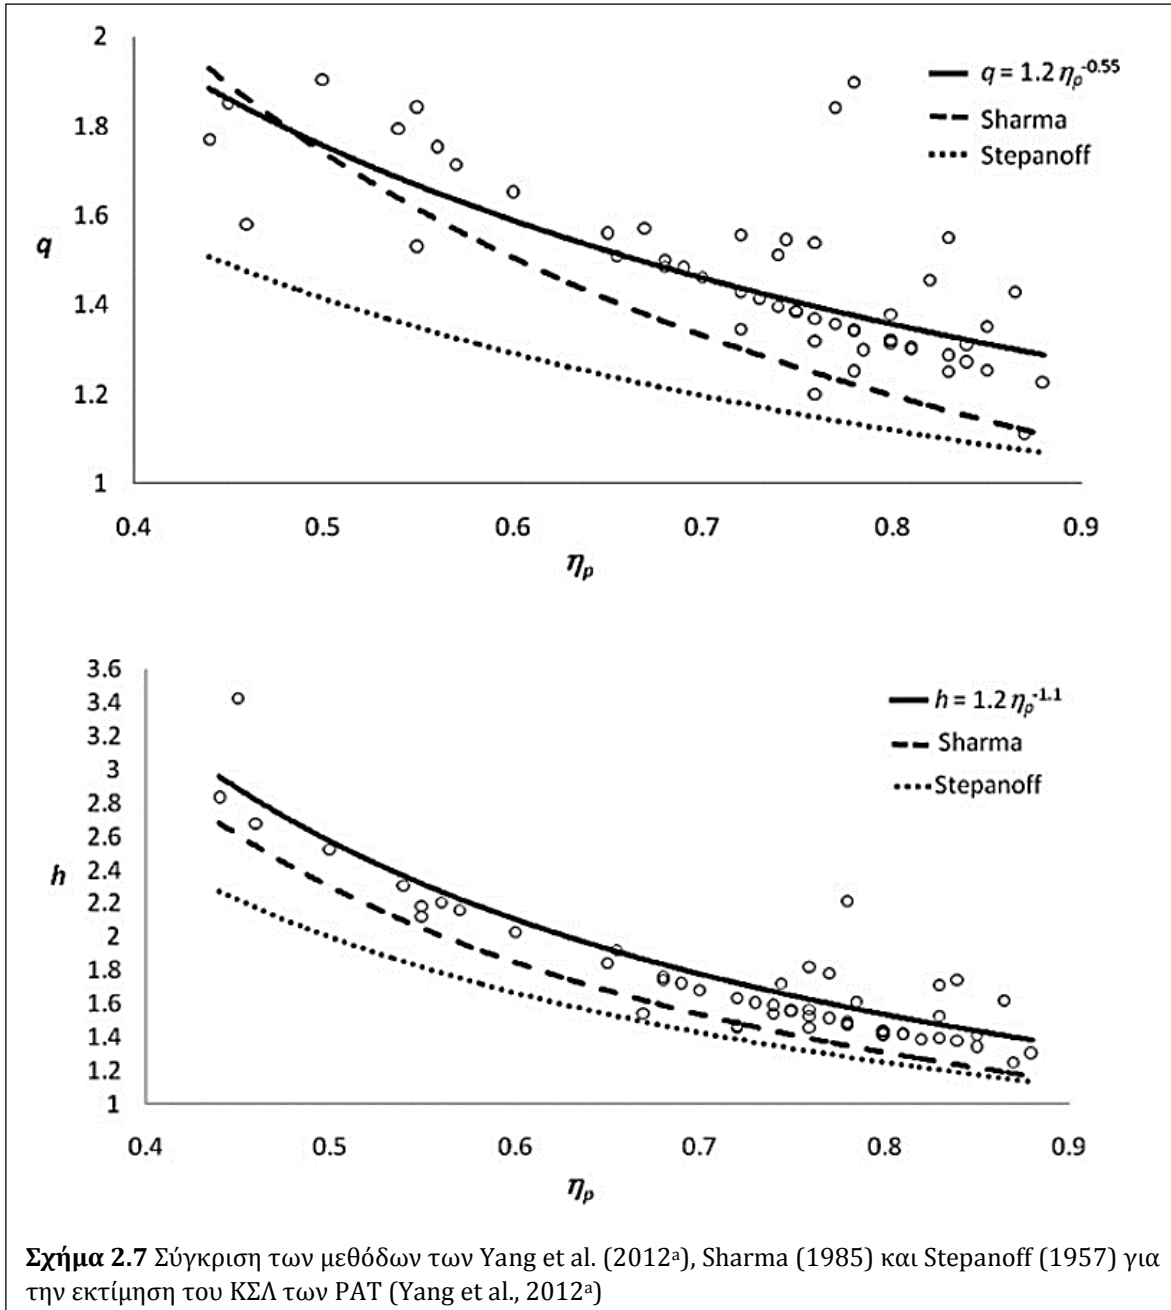 2
1.8
1.6
1.4
1.2
1
q
0.4 0.5 0.6 0.7 0.8 0.9
ηp
q = 1.2 ηp^-0.55
Sharma
Stepanoff
3.6
3.4
3.2
3
2.8
2.6
2.4
2.2
2
1.8
1.6
1.4
1.2
1
h
0.4 0.5 0.6 0.7 0.8 0.9
ηp
h = 1.2 ηp^-1.1
Sharma
Stepanoff
Σχήμα 2.7 Σύγκριση των μεθόδων των Yang et al. (2012ª), Sharma (1985) και Stepanoff (1957) για
την εκτίμηση του ΚΣΛ των PAT (Yang et al., 2012ª)